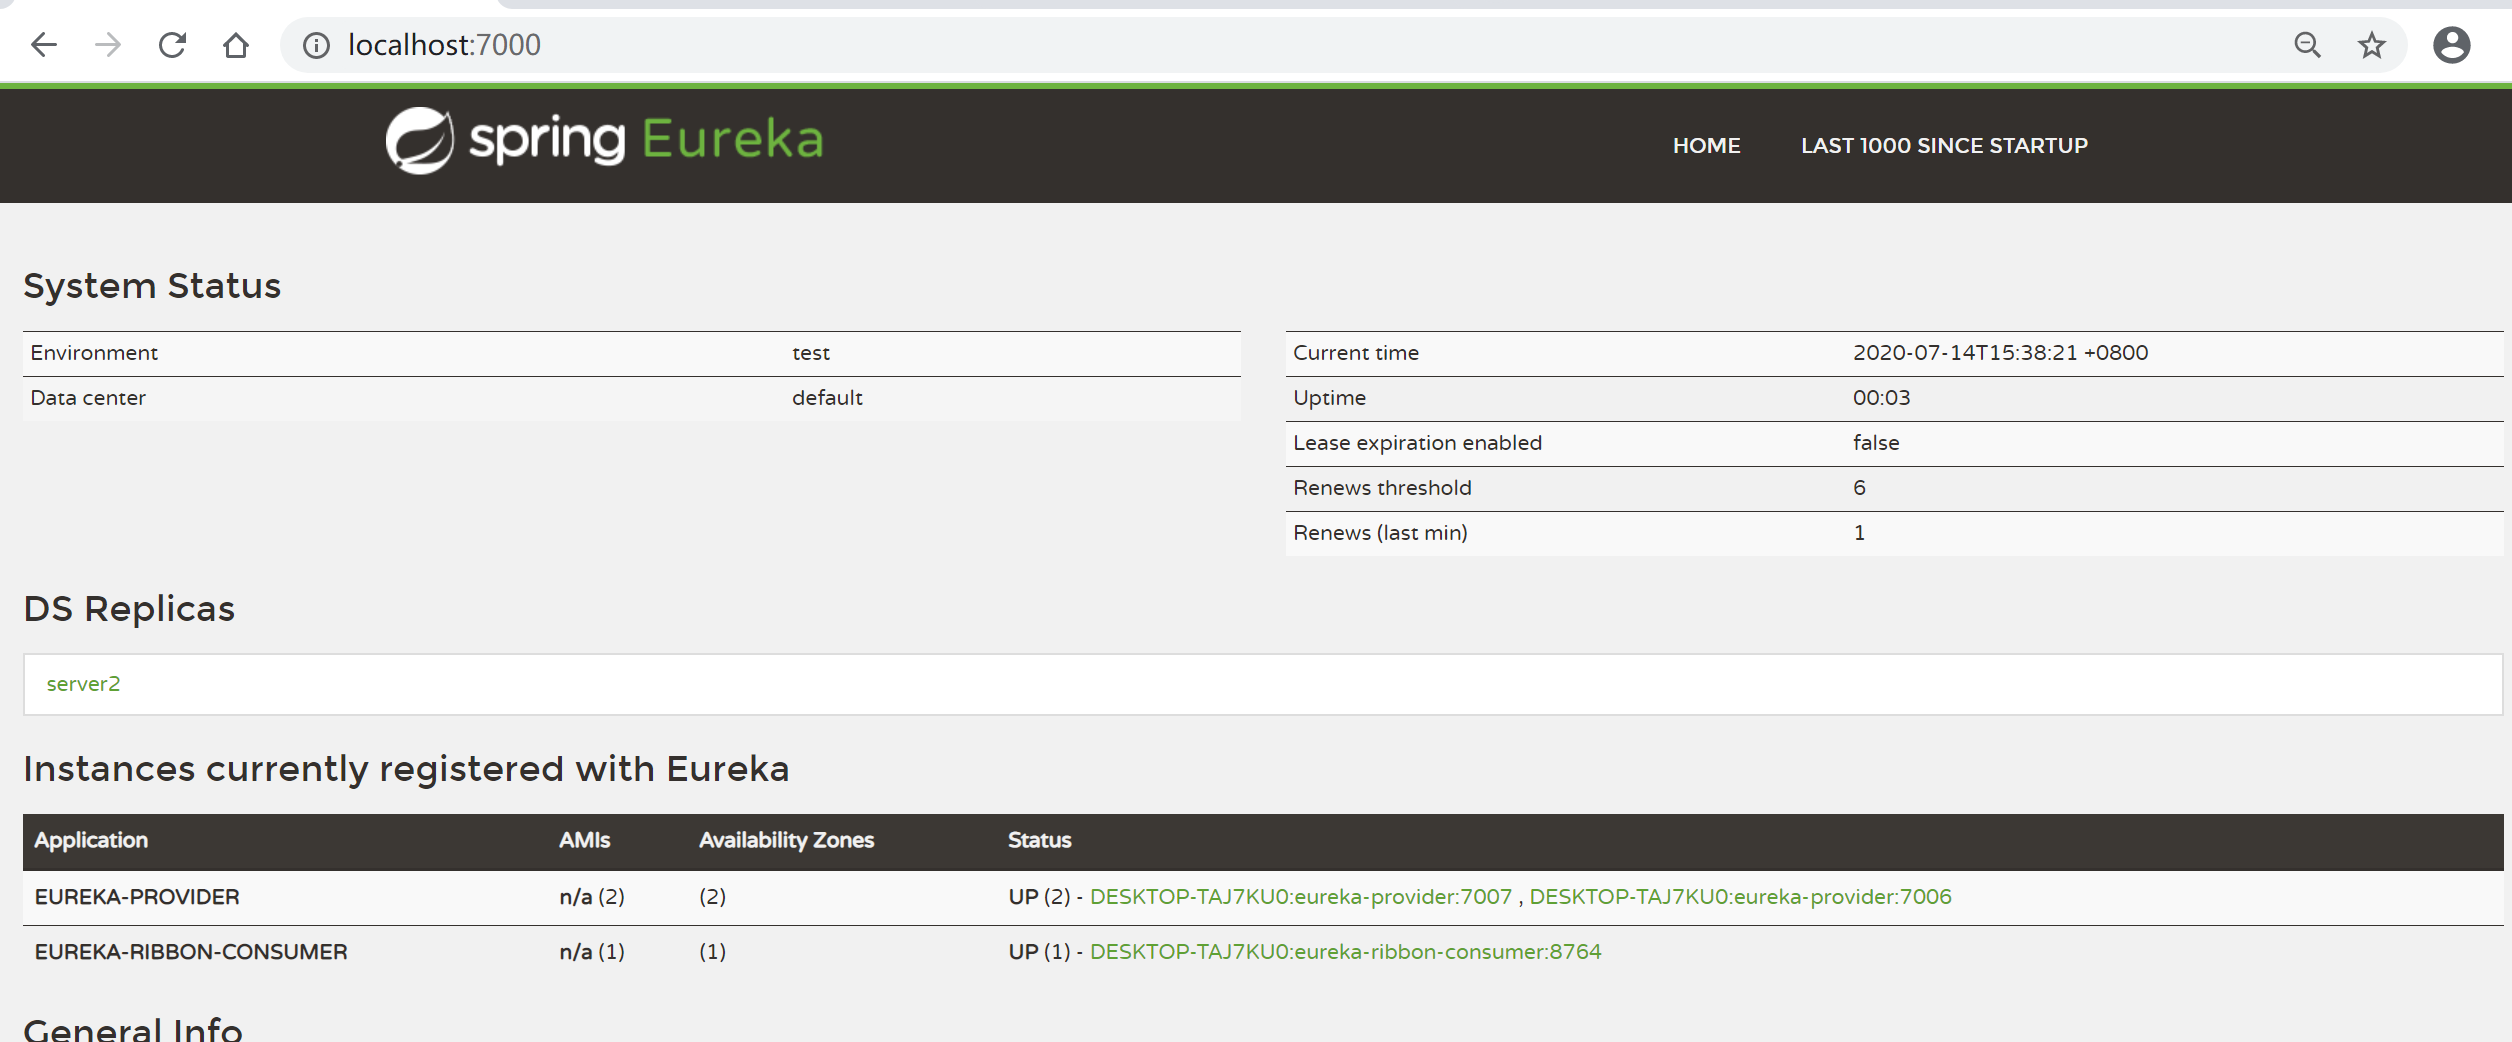 localhost:7000
spring Eureka
HOME LAST 1000 SINCE STARTUP
System Status
Environment test
Data center default
Current time 2020-07-14T15:38:21 +0800
Uptime 00:03
Lease expiration enabled false
Renews threshold 6
Renews (last min) 1
DS Replicas
server2
Instances currently registered with Eureka
Application AMIs Availability Zones Status
EUREKA-PROVIDER n/a (2) (2) UP (2) - DESKTOP-TAJ7KU0:eureka-provider:7007 , DESKTOP-TAJ7KU0:eureka-provider:7006
EUREKA-RIBBON-CONSUMER n/a (1) (1) UP (1) - DESKTOP-TAJ7KU0:eureka-ribbon-consumer:8764
General Info